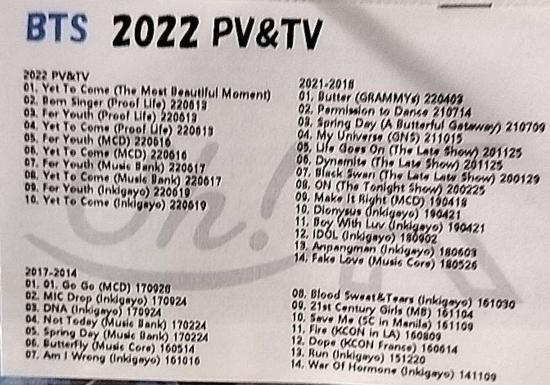 BTS 2022 PV&TV
2022 PV&TV
01. Yet To Come (The Most Beautiful Moment)
02. Born Singer (Proof Life) 220613
03. For Youth (Proof Life) 220613
04. Yet To Come (Proof Life) 220613
05. For Youth (MCD) 220616
06. Yet To Come (MCD) 220616
07. For Youth (Music Bank) 220617
08. Yet To Come (Music Bank) 220617
09. For Youth (Inkigayo) 220619
10. Yet To Come (Inkigayo) 220619
2021-2018
01. Butter (GRAMMYs) 220403
02. Permission to Dance 210714
03. Spring Day (A Butterful Getaway) 210709
04. My Universe (GNS) 211015
05. Life Goes On (The Late Show) 201125
06. Dynamite (The Late Show) 201125
07. Black Swan (The Late Late Show) 200129
08. ON (The Tonight Show) 200225
09. Make It Right (MCD) 190418
10. Dionysus (Inkigayo) 190421
11. Boy With Luv (Inkigayo) 190421
12. IDOL (Inkigayo) 180902
13. Anpangman (Inkigayo) 180603
14. Fake Love (Music Core) 180526
Oh!
2017-2014
01. 01. Go Go (MCD) 170928
02. MIC Drop (Inkigayo) 170924
03. DNA (Inkigayo) 170924
04. Not Today (Music Bank) 170224
05. Spring Day (Music Bank) 170224
06. Butterfly (Music Core) 160514
07. Am I Wrong (Inkigayo) 161016
08. Blood Sweat&Tears (Inkigayo) 161030
09. 21st Century Girls (MB) 161104
10. Save Me (SC in Manila) 161109
11. Fire (KCON in LA) 160809
12. Dope (KCON France) 160614
13. Run (Inkigayo) 151220
14. War Of Hormone (Inkigayo) 141109